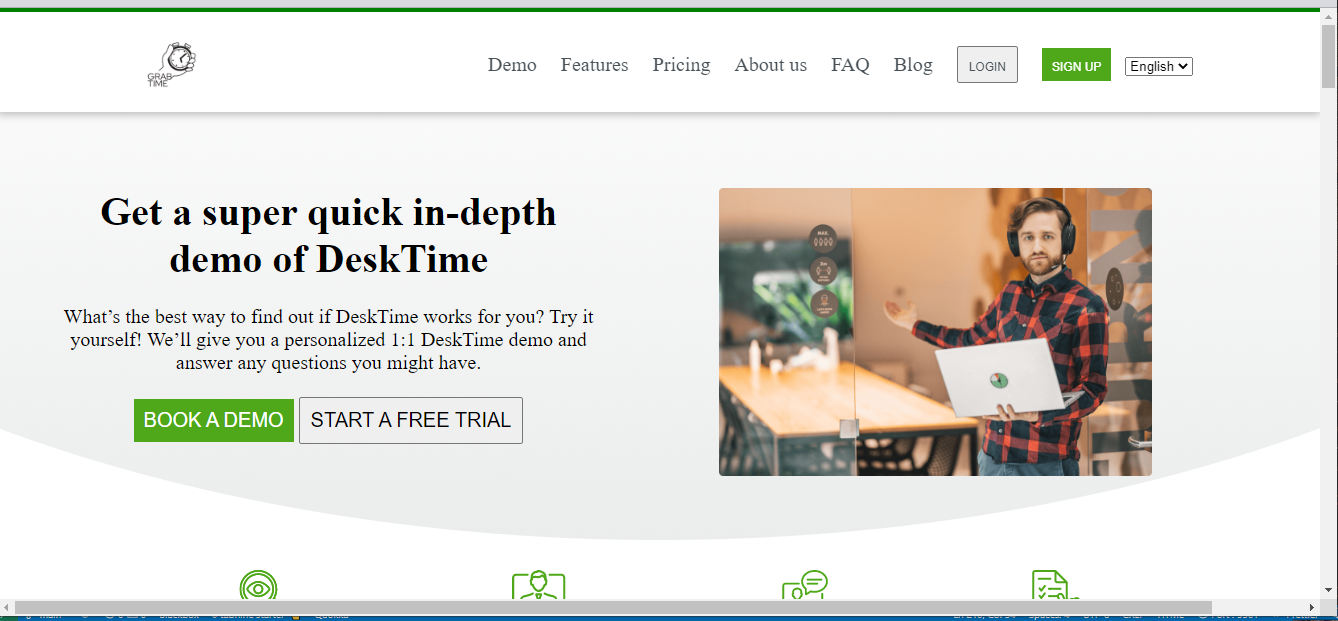 GRAB
TIME
Demo Features Pricing About us FAQ Blog LOGIN SIGN UP English
Get a super quick in-depth
demo of DeskTime
What’s the best way to find out if DeskTime works for you? Try it
yourself! We’ll give you a personalized 1:1 DeskTime demo and
answer any questions you might have.
BOOK A DEMO START A FREE TRIAL